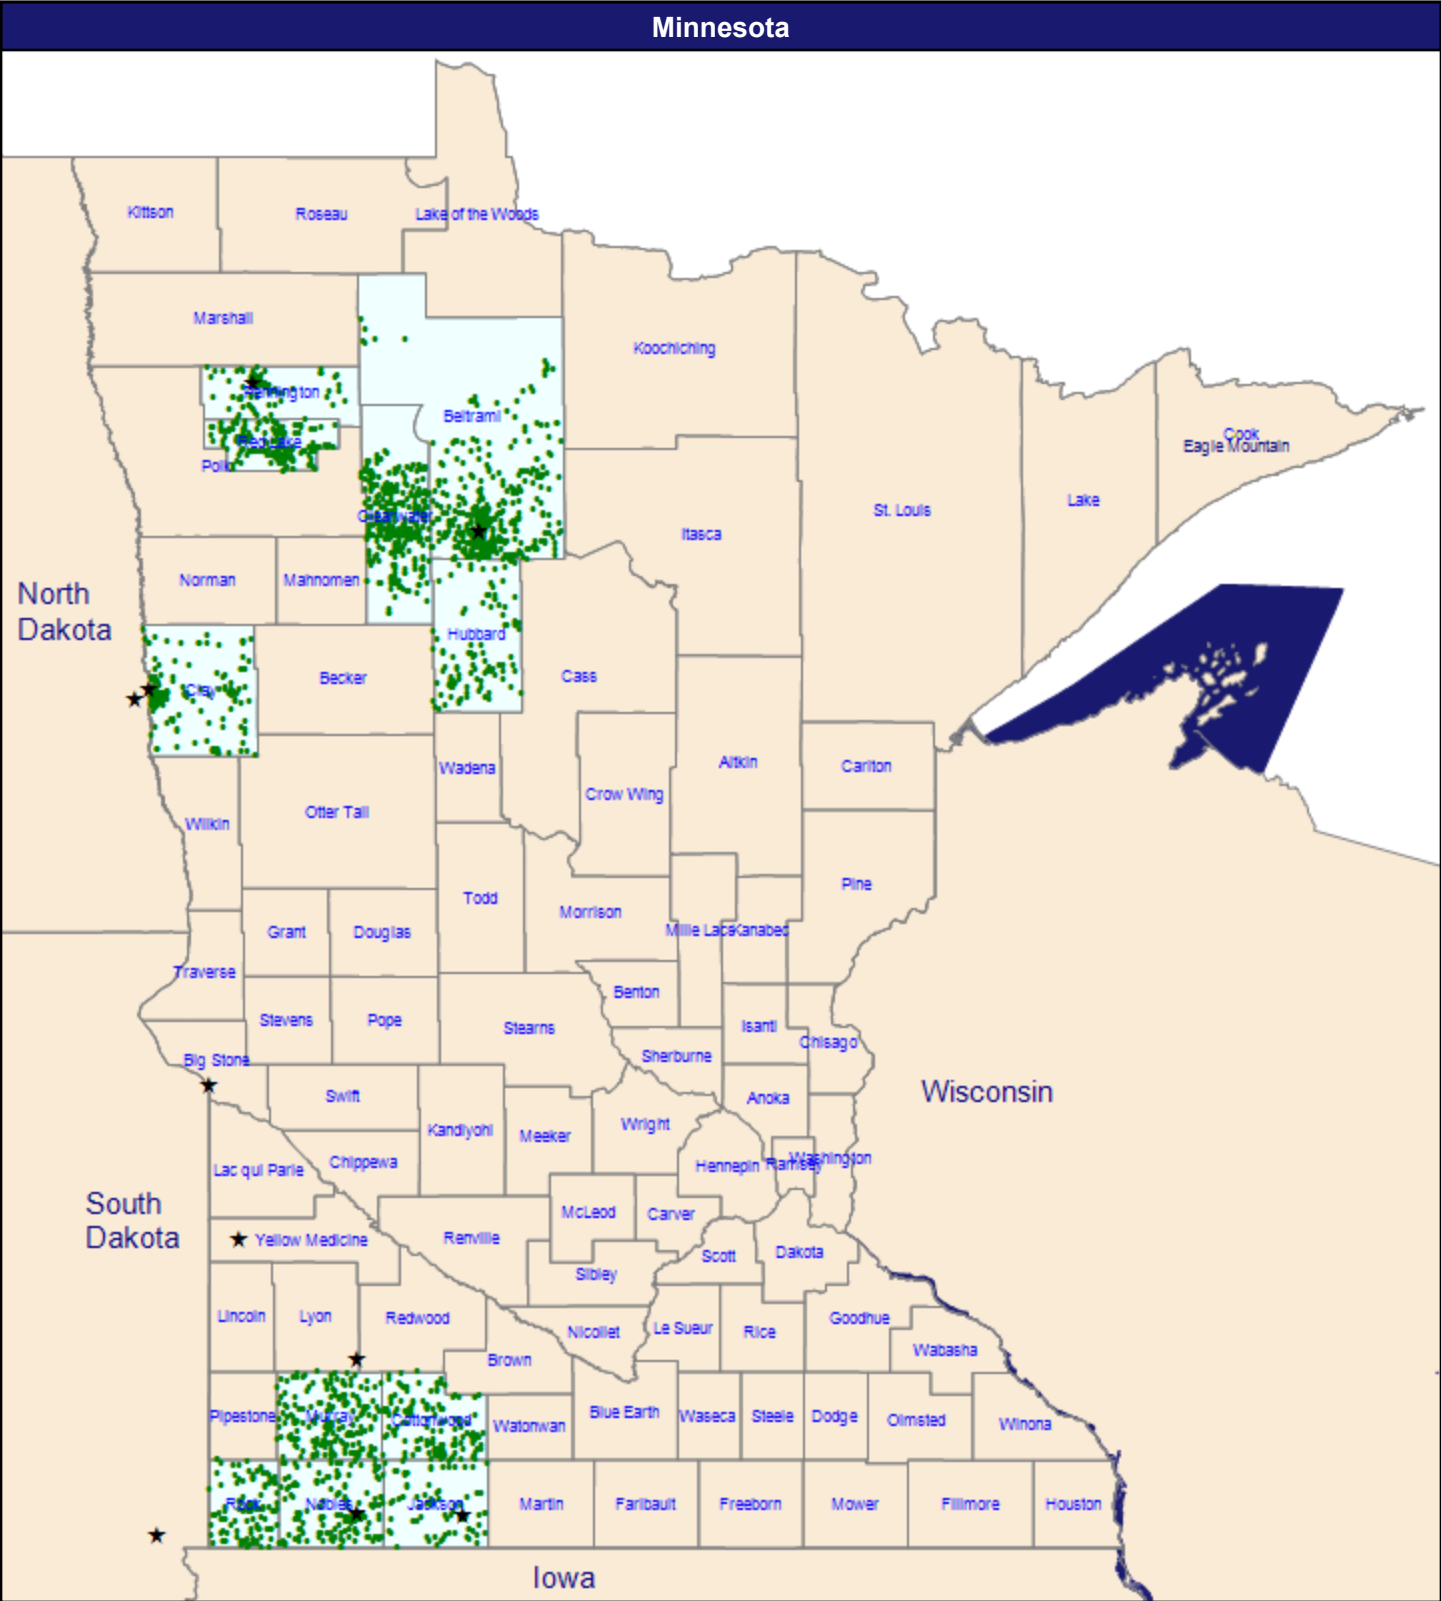 Minnesota
Kittson
Roseau
Lake of the Woods
Marshall
Koochiching
Pennington
Beltrami
Red Lake
Polk
Cook
Eagle Mountain
Lake
St. Louis
Clearwater
Itasca
Norman
Mahnomen
North
Dakota
Hubbard
Clay
Becker
Cass
Wadena
Aitkin
Carlton
Crow Wing
Otter Tail
Wilkin
Pine
Todd
Morrison
Mille Lacs
Kanabec
Grant
Douglas
Traverse
Benton
Stevens
Pope
Stearns
Isanti
Chisago
Big Stone
Sherburne
Wisconsin
Swift
Anoka
Kandiyohi
Meeker
Wright
Lac qui Parle
Chippewa
Hennepin
Ramsey
Washington
South
Dakota
McLeod
Carver
Yellow Medicine
Renville
Scott
Dakota
Sibley
Lincoln
Lyon
Redwood
Nicollet
Le Sueur
Rice
Goodhue
Wabasha
Brown
Pipestone
Murray
Cottonwood
Watonwan
Blue Earth
Waseca
Steele
Dodge
Olmsted
Winona
Rock
Nobles
Jackson
Martin
Faribault
Freeborn
Mower
Fillmore
Houston
Iowa